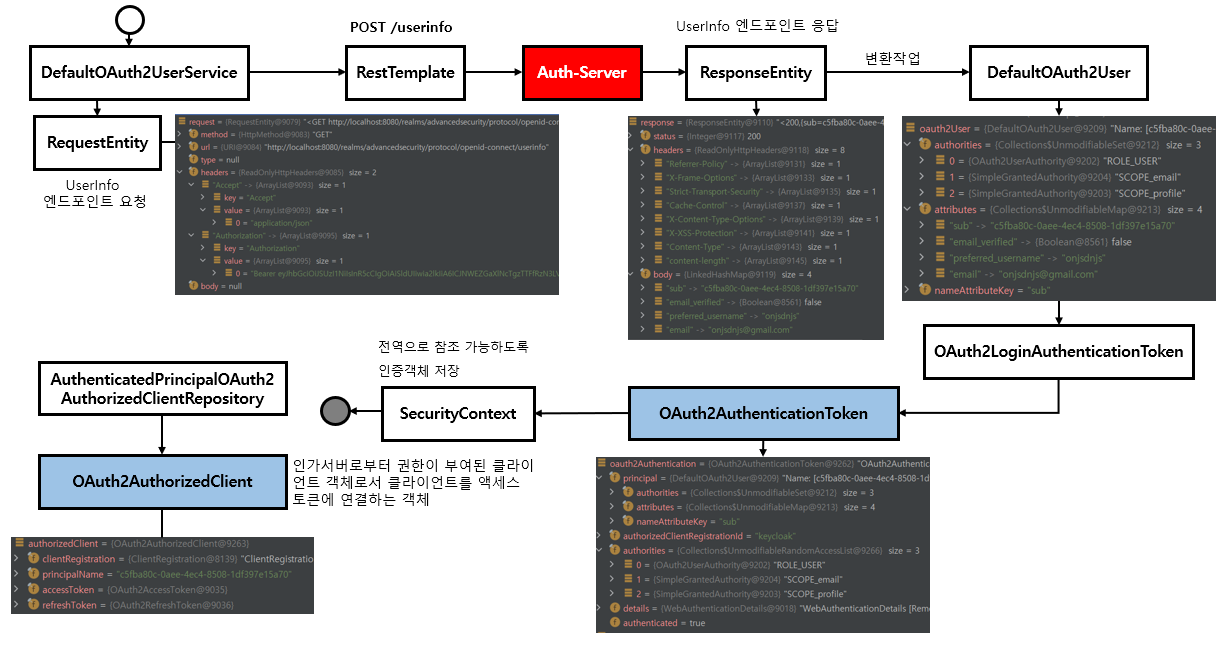 POST /userinfo
UserInfo 엔드포인트 응답
변환작업
DefaultOAuth2UserService
RestTemplate
Auth-Server
ResponseEntity
DefaultOAuth2User
RequestEntity
UserInfo
엔드포인트 요청
request = {RequestEntity@9079} "<GET http://localhost:8080/realms/advancedsecurity/protocol/openid-con
method = {HttpMethod@9083} "GET"
url = {URI@9084} "http://localhost:8080/realms/advancedsecurity/protocol/openid-connect/userinfo"
type = null
headers = {ReadOnlyHttpHeaders@9085} size = 2
"Accept" -> {ArrayList@9093} size = 1
key = "Accept"
value = {ArrayList@9093} size = 1
0 = "application/json"
"Authorization" -> {ArrayList@9095} size = 1
key = "Authorization"
value = {ArrayList@9095} size = 1
0 = "Bearer
body = null
response = {ResponseEntity@9110} "<200,{sub=c5fba80c-0aee-4
status = {Integer@9117} 200
headers = {ReadOnlyHttpHeaders@9118} size = 8
"Referrer-Policy" -> {ArrayList@9131} size = 1
"X-Frame-Options" -> {ArrayList@9133} size = 1
"Strict-Transport-Security" -> {ArrayList@9135} size = 1
"Cache-Control" -> {ArrayList@9137} size = 1
"X-Content-Type-Options" -> {ArrayList@9139} size = 1
"X-XSS-Protection" -> {ArrayList@9141} size = 1
"Content-Type" -> {ArrayList@9143} size = 1
"content-length" -> {ArrayList@9145} size = 1
body = {LinkedHashMap@9119} size = 4
"sub" -> "c5fba80c-0aee-4ec4-8508-1df397e15a70"
"email_verified" -> {Boolean@8561} false
"preferred_username" -> "onjsdnjs"
"email" -> "onjsdnjs@gmail.com"
oauth2User = {DefaultOAuth2User@9209} "Name: [c5fba80c-0aee-
authorities = {Collections$UnmodifiableSet@9212} size = 3
0 = {OAuth2UserAuthority@9202} "ROLE_USER"
1 = {SimpleGrantedAuthority@9204} "SCOPE_email"
2 = {SimpleGrantedAuthority@9203} "SCOPE_profile"
attributes = {Collections$UnmodifiableMap@9213} size = 4
"sub" -> "c5fba80c-0aee-4ec4-8508-1df397e15a70"
"email_verified" -> {Boolean@8561} false
"preferred_username" -> "onjsdnjs"
"email" -> "onjsdnjs@gmail.com"
nameAttributeKey = "sub"
OAuth2LoginAuthenticationToken
전역으로 참조 가능하도록
인증객체 저장
AuthenticatedPrincipalOAuth2
AuthorizedClientRepository
SecurityContext
OAuth2AuthenticationToken
OAuth2AuthorizedClient
인가서버로부터 권한이 부여된 클라이
언트 객체로서 클라이언트를 액세스
토큰에 연결하는 객체
authorizedClient = {OAuth2AuthorizedClient@9263}
clientRegistration = {ClientRegistration@8139} "ClientRegistratio
principalName = "c5fba80c-0aee-4ec4-8508-1df397e15a70"
accessToken = {OAuth2AccessToken@9035}
refreshToken = {OAuth2RefreshToken@9036}
oauth2Authentication = {OAuth2AuthenticationToken@9262} "OAuth2Authentic
principal = {DefaultOAuth2User@9209} "Name: [c5fba80c-0aee-4ec4-8508-1d
authorities = {Collections$UnmodifiableSet@9212} size = 3
attributes = {Collections$UnmodifiableMap@9213} size = 4
nameAttributeKey = "sub"
authorizedClientRegistrationId = "keycloak"
authorities = {Collections$UnmodifiableRandomAccessList@9266} size = 3
0 = {OAuth2UserAuthority@9202} "ROLE_USER"
1 = {SimpleGrantedAuthority@9204} "SCOPE_email"
2 = {SimpleGrantedAuthority@9203} "SCOPE_profile"
details = {WebAuthenticationDetails@9018} "WebAuthenticationDetails [Rem
authenticated = true